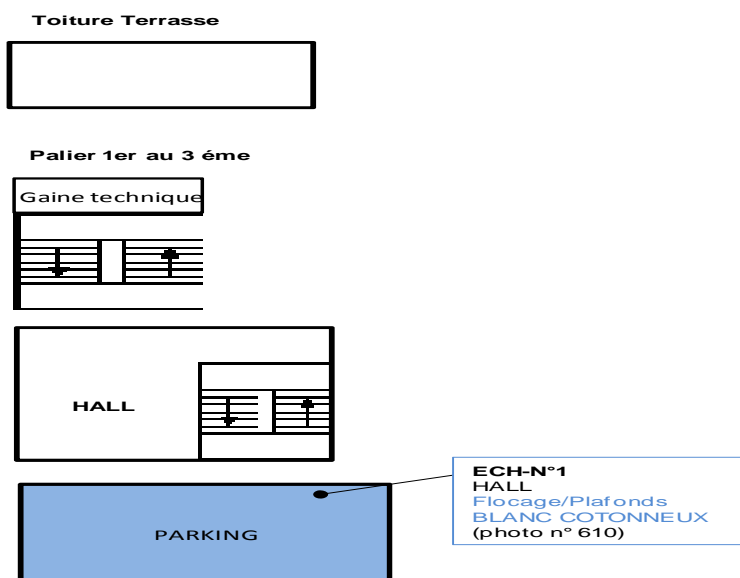 Toiture Terrasse
Palier 1er au 3 éme
Gaine technique
HALL
PARKING
ECH-N°1
HALL
Flocage/Plafonds
BLANC COTONNEUX
(photo n° 610)